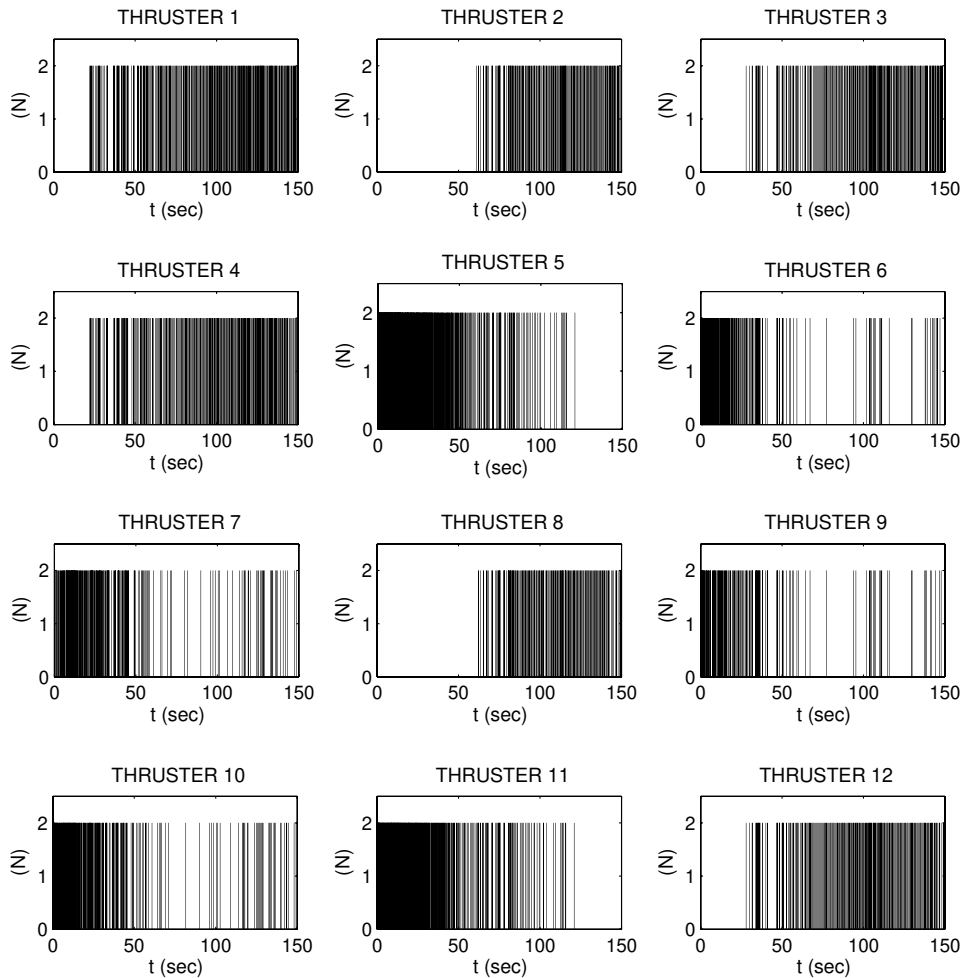 THRUSTER 1
THRUSTER 2
THRUSTER 3
(N)
2
1
0
0 50 100 150
t (sec)
(N)
2
1
0
0 50 100 150
t (sec)
(N)
2
1
0
0 50 100 150
t (sec)
THRUSTER 4
THRUSTER 5
THRUSTER 6
(N)
2
1
0
0 50 100 150
t (sec)
(N)
2
1
0
0 50 100 150
t (sec)
(N)
2
1
0
0 50 100 150
t (sec)
THRUSTER 7
THRUSTER 8
THRUSTER 9
(N)
2
1
0
0 50 100 150
t (sec)
(N)
2
1
0
0 50 100 150
t (sec)
(N)
2
1
0
0 50 100 150
t (sec)
THRUSTER 10
THRUSTER 11
THRUSTER 12
(N)
2
1
0
0 50 100 150
t (sec)
(N)
2
1
0
0 50 100 150
t (sec)
(N)
2
1
0
0 50 100 150
t (sec)